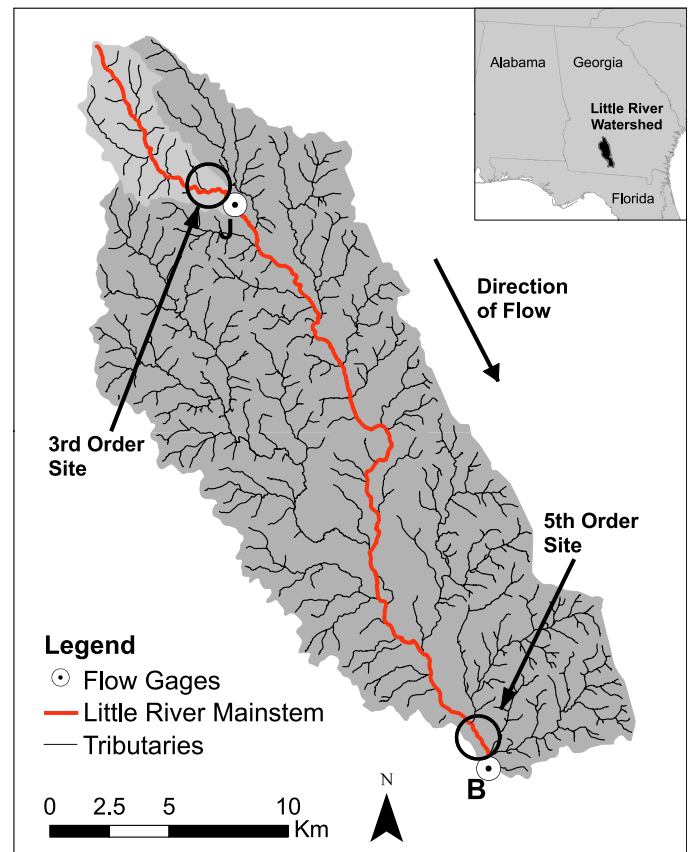 Alabama
Georgia
Little River
Watershed
Florida
J
Direction
of Flow
3rd Order
Site
5th Order
Site
Legend
Flow Gages
Little River Mainstem
Tributaries
B
N
0 2.5 5 10
Km